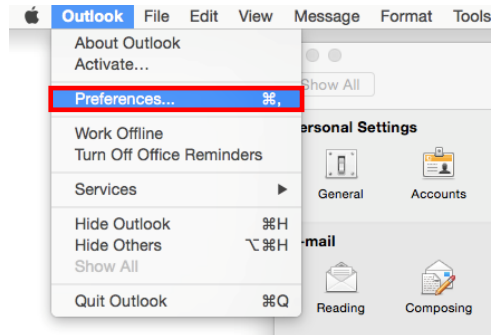 Outlook File Edit View Message Format Tools
About Outlook
Activate...
Show All
Preferences... ⌘,
ersonal Settings
Work Offline
Turn Off Office Reminders
General Accounts
Services ▶
Hide Outlook ⌘H
Hide Others ⌥⌘H
-mail
Show All
Quit Outlook ⌘Q
Reading Composing